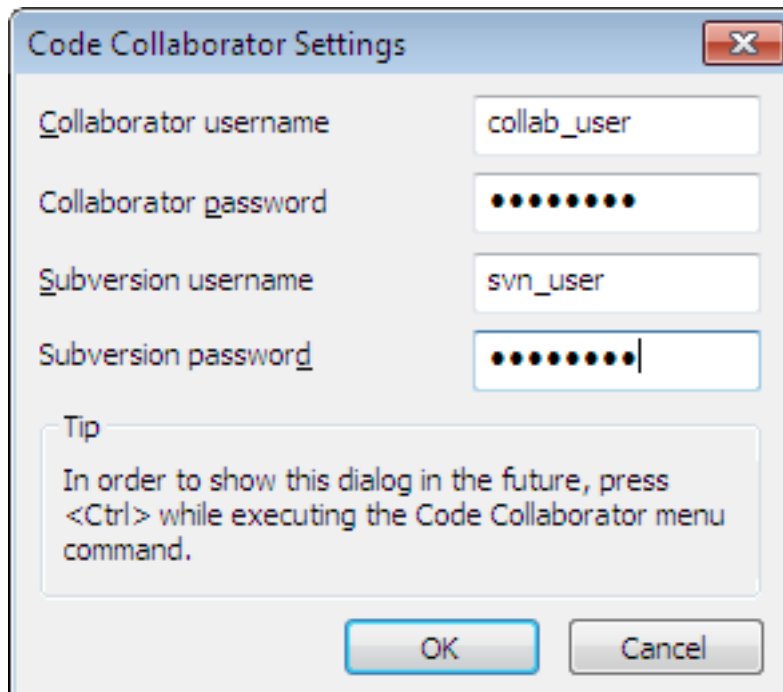 Code Collaborator Settings
Collaborator username collab_user
Collaborator password ●●●●●●●●
Subversion username svn_user
Subversion password ●●●●●●●●
Tip
In order to show this dialog in the future, press
<Ctrl> while executing the Code Collaborator menu
command.
OK Cancel